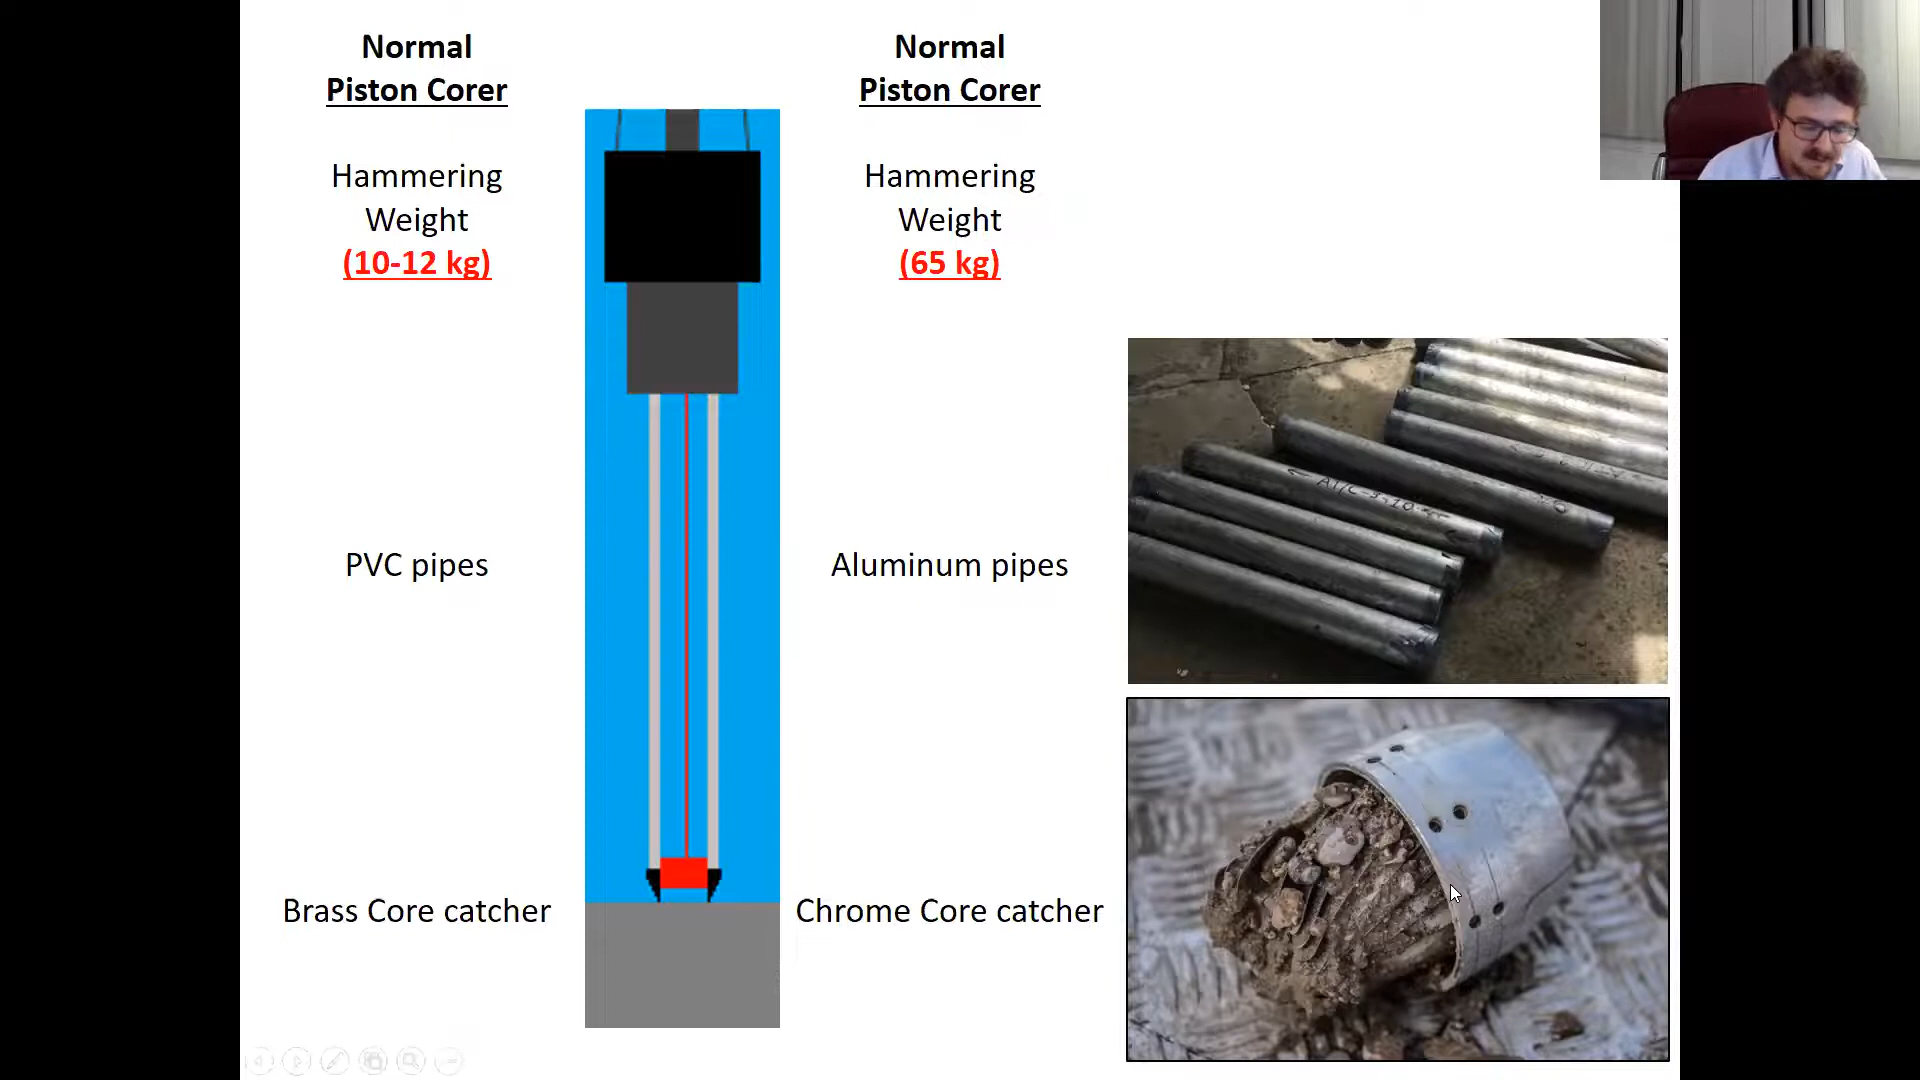 Normal
Piston Corer
Hammering
Weight
(10-12 kg)
PVC pipes
Brass Core catcher
Normal
Piston Corer
Hammering
Weight
(65 kg)
Aluminum pipes
Chrome Core catcher